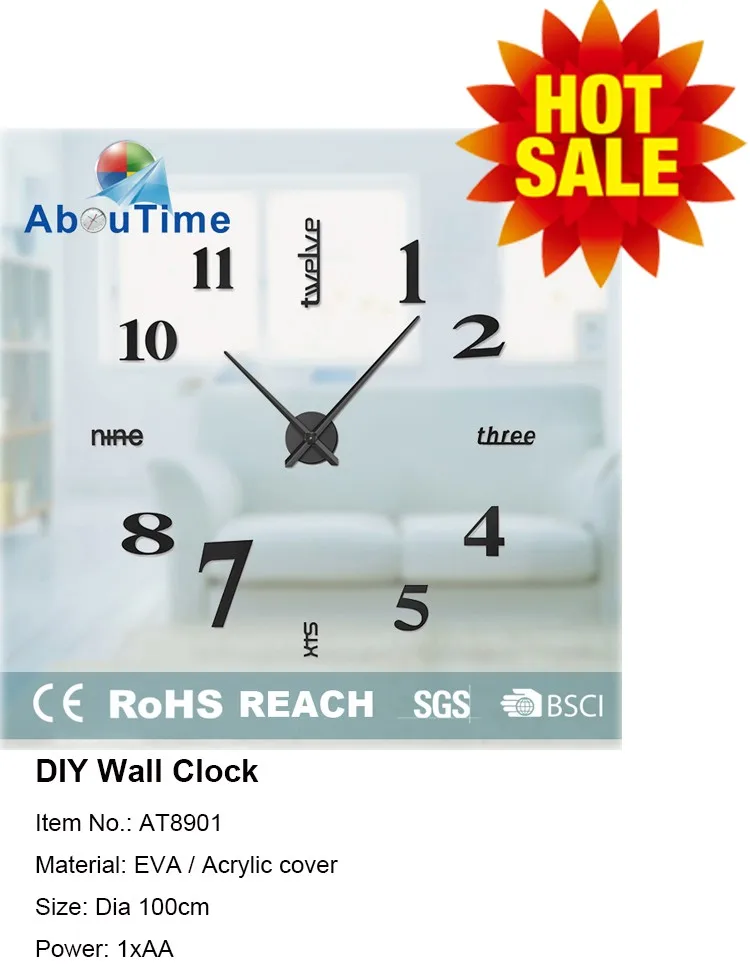 HOT
SALE
AbouTime
twelve
11
1
10
2
nine
three
8
4
7
5
six
CE RoHS REACH SGS BSCI
DIY Wall Clock
Item No.: AT8901
Material: EVA / Acrylic cover
Size: Dia 100cm
Power: 1xAA